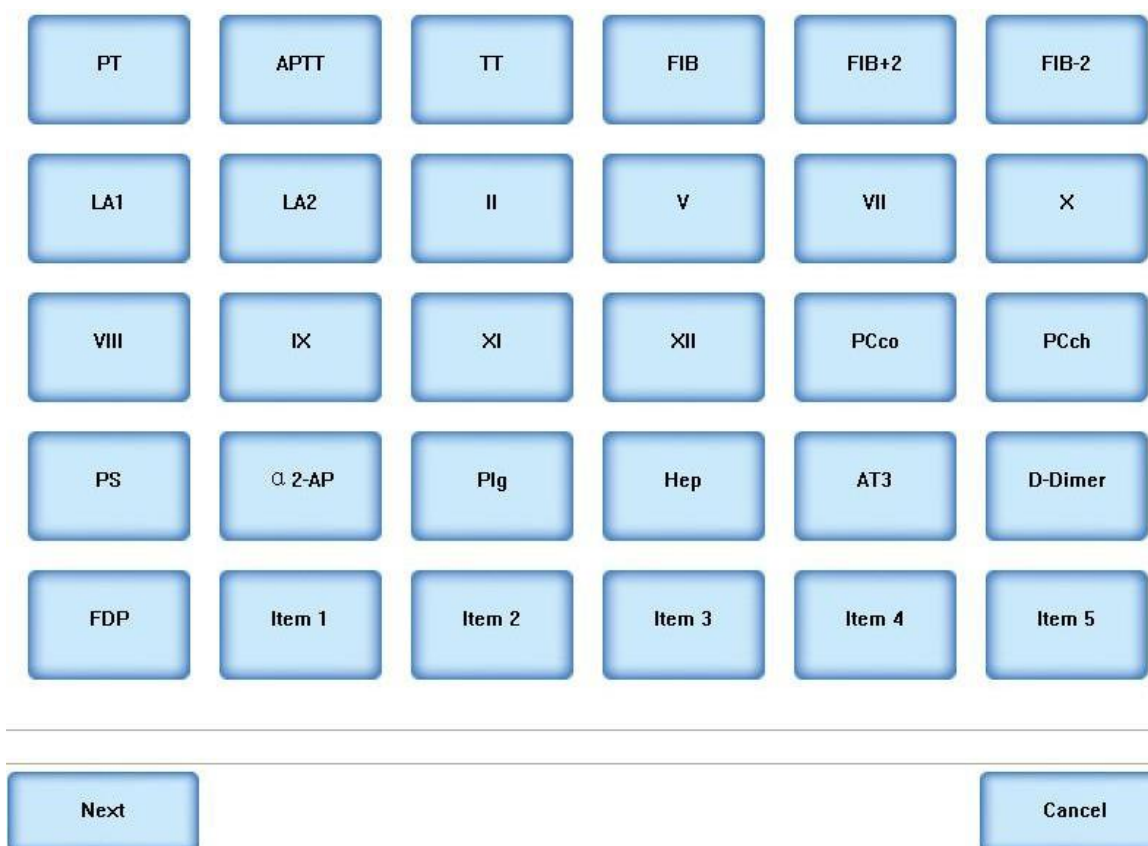 PT APTT TT FIB FIB+2 FIB-2
LA1 LA2 II V VII X
VIII IX XI XII PCco PCch
PS α2-AP Plg Hep AT3 D-Dimer
FDP Item 1 Item 2 Item 3 Item 4 Item 5
Next Cancel